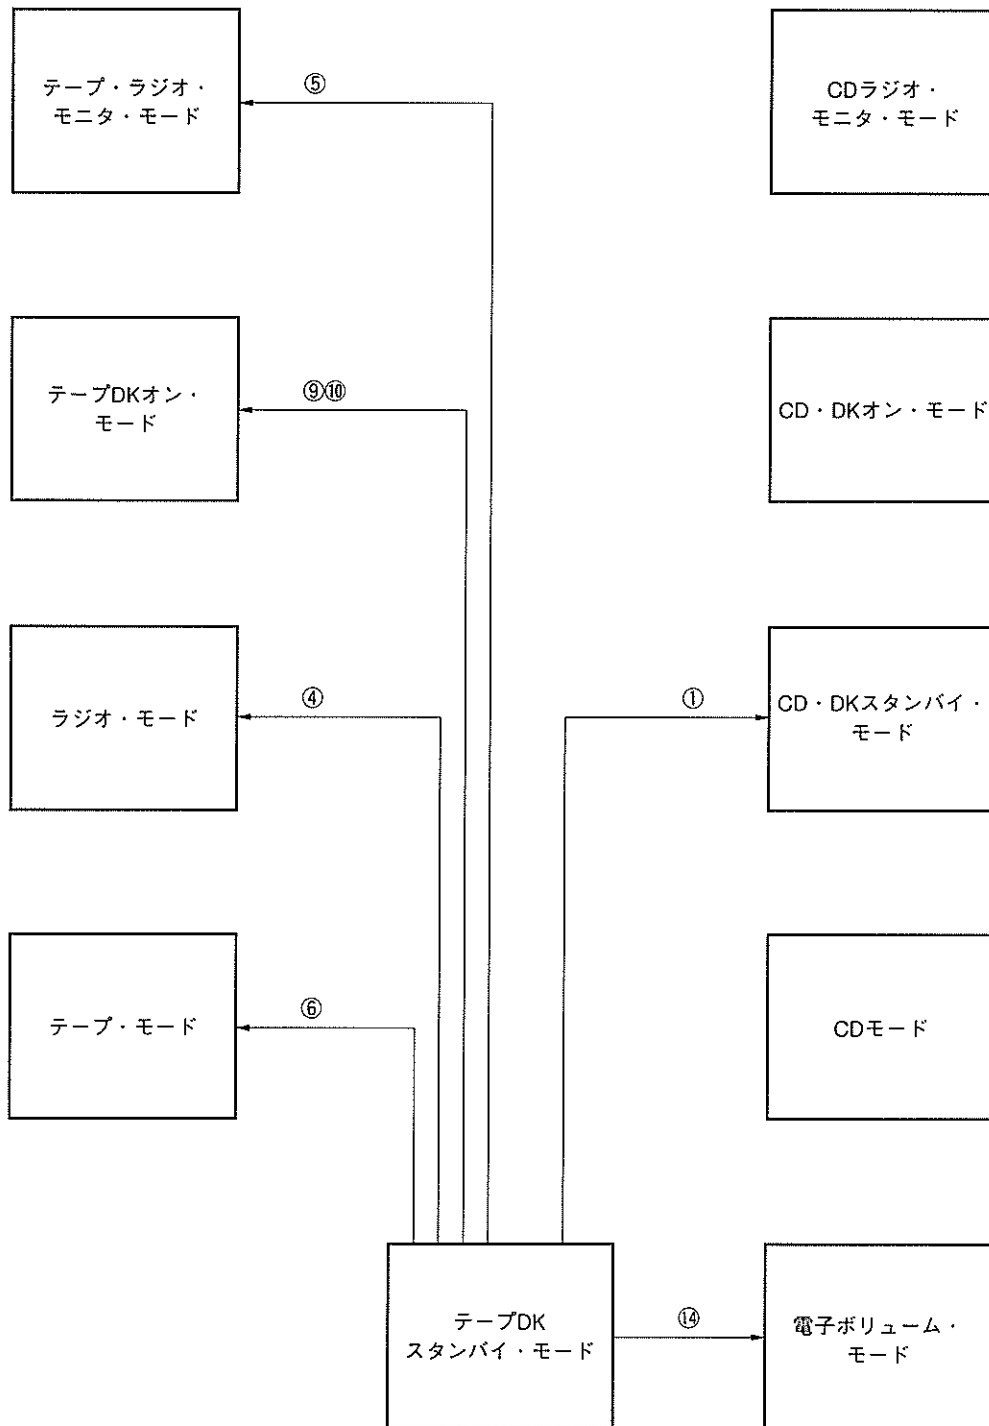 テープ・ラジオ・
モニタ・モード
⑤
CDラジオ・
モニタ・モード
テープDKオン・
モード
⑨⑩
CD・DKオン・モード
ラジオ・モード
④
①
CD・DKスタンバイ・
モード
テープ・モード
⑥
CDモード
テープDK
スタンバイ・モード
⑭
電子ボリューム・
モード